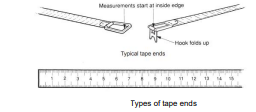 Measurements start at inside edge
Hook folds up
Typical tape ends
1 2 3 4 5 6 7 8 9 10 11 12 13 14 15
Types of tape ends